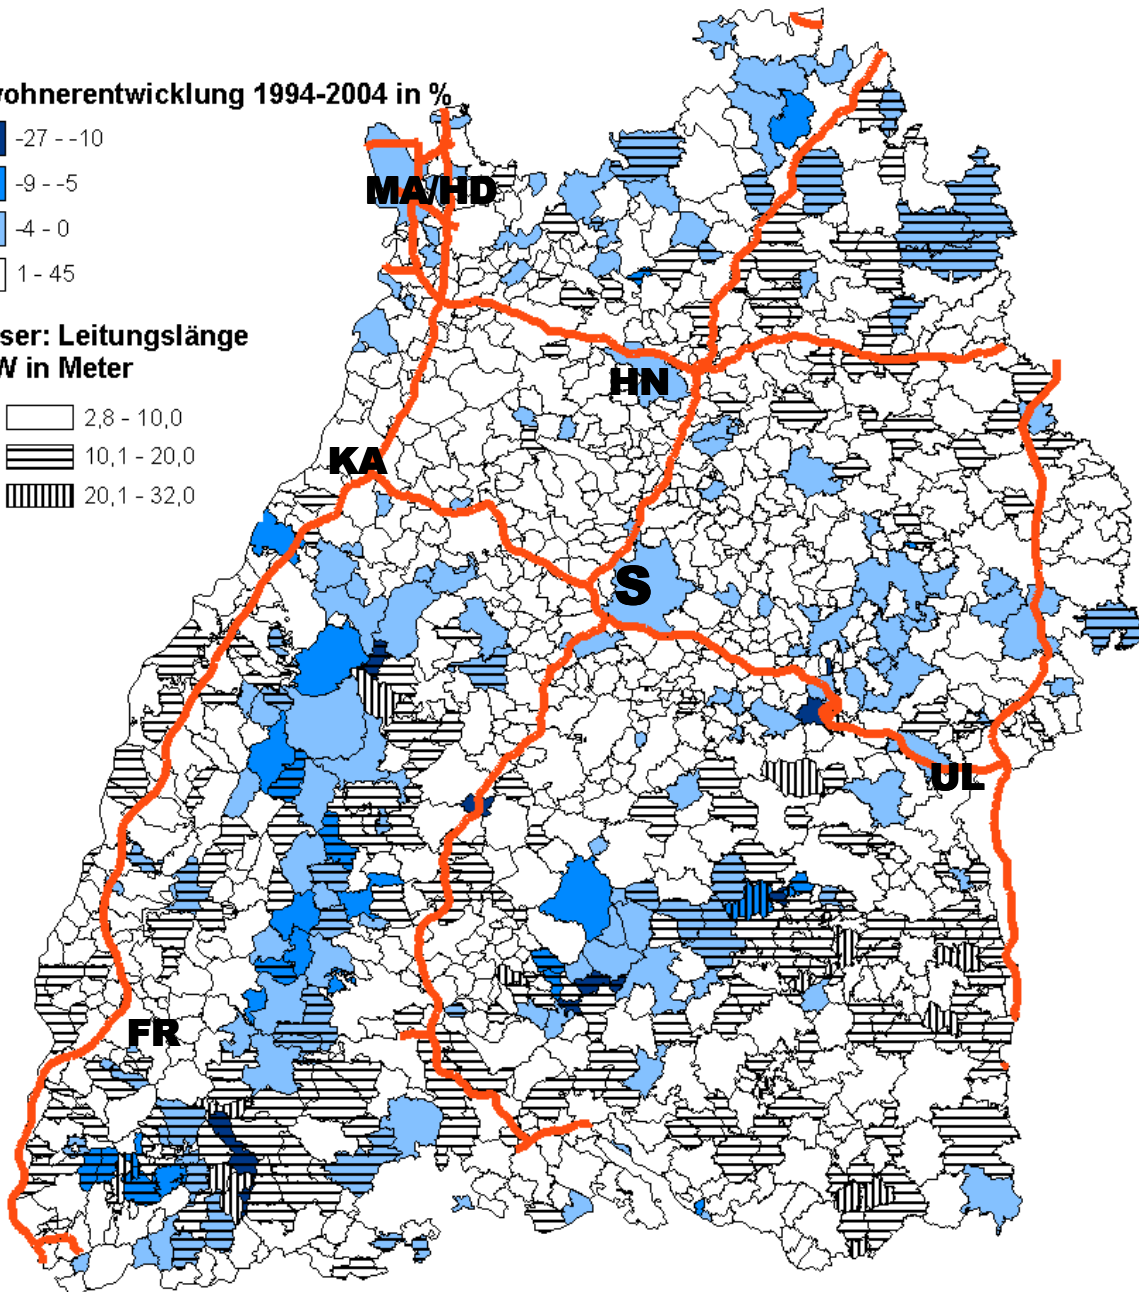 wohnerentwicklung 1994-2004 in %
-27 - -10
-9 - -5
-4 - 0
1 - 45
ser: Leitungslänge
W in Meter
2,8 - 10,0
10,1 - 20,0
20,1 - 32,0
MA/HD
HN
KA
S
UL
FR